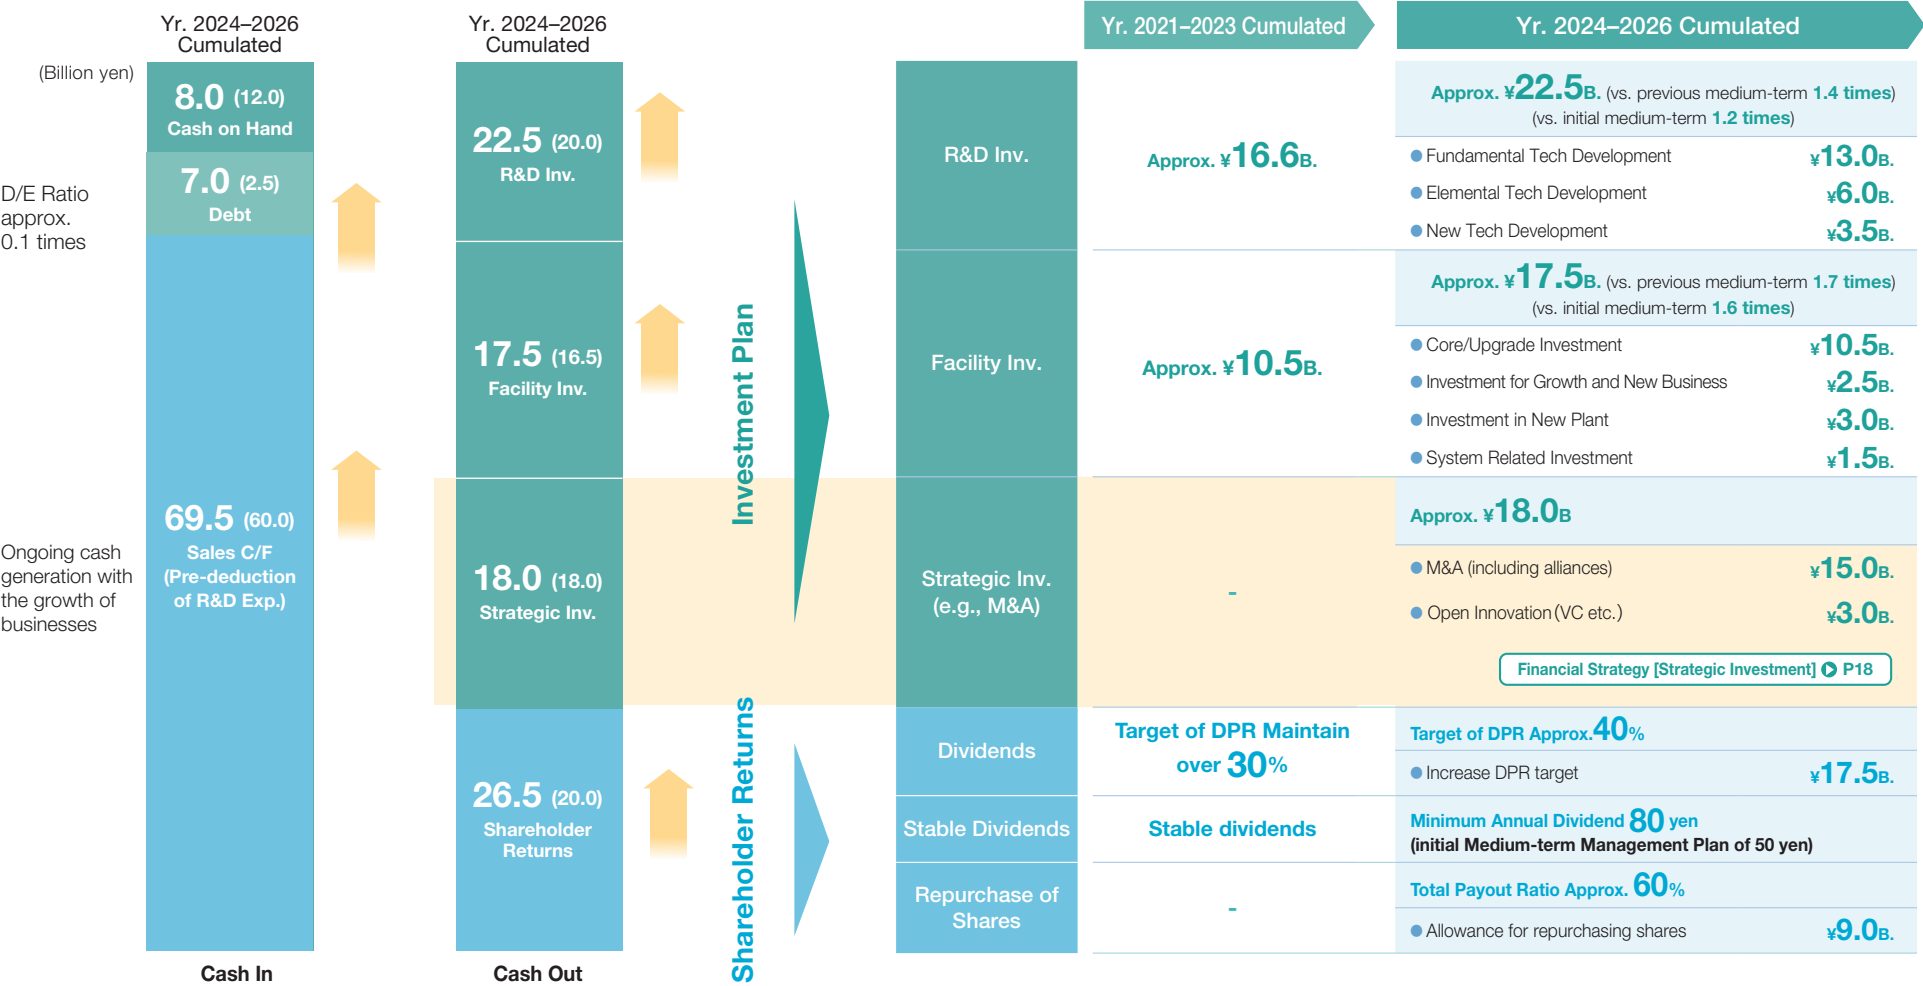 Yr. 2024–2026
Cumulated
(Billion yen)
8.0 (12.0)
Cash on Hand
7.0 (2.5)
Debt
D/E Ratio
approx.
0.1 times
69.5 (60.0)
Sales C/F
(Pre-deduction
of R&D Exp.)
Ongoing cash
generation with
the growth of
businesses
Cash In
Yr. 2024–2026
Cumulated
22.5 (20.0)
R&D Inv.
17.5 (16.5)
Facility Inv.
18.0 (18.0)
Strategic Inv.
26.5 (20.0)
Shareholder
Returns
Cash Out
Investment Plan
Shareholder Returns
Yr. 2021–2023 Cumulated
Yr. 2024–2026 Cumulated
R&D Inv.
Approx. ¥16.6B.
Approx. ¥22.5B. (vs. previous medium-term 1.4 times)
(vs. initial medium-term 1.2 times)
● Fundamental Tech Development ¥13.0B.
● Elemental Tech Development ¥6.0B.
● New Tech Development ¥3.5B.
Facility Inv.
Approx. ¥10.5B.
Approx. ¥17.5B. (vs. previous medium-term 1.7 times)
(vs. initial medium-term 1.6 times)
● Core/Upgrade Investment ¥10.5B.
● Investment for Growth and New Business ¥2.5B.
● Investment in New Plant ¥3.0B.
● System Related Investment ¥1.5B.
Strategic Inv.
(e.g., M&A)
-
Approx. ¥18.0B
● M&A (including alliances) ¥15.0B.
● Open Innovation (VC etc.) ¥3.0B.
Financial Strategy [Strategic Investment] P18
Dividends
Target of DPR Maintain
over 30%
Target of DPR Approx.40%
● Increase DPR target ¥17.5B.
Stable Dividends
Stable dividends
Minimum Annual Dividend 80 yen
(initial Medium-term Management Plan of 50 yen)
Repurchase of
Shares
-
Total Payout Ratio Approx. 60%
● Allowance for repurchasing shares ¥9.0B.